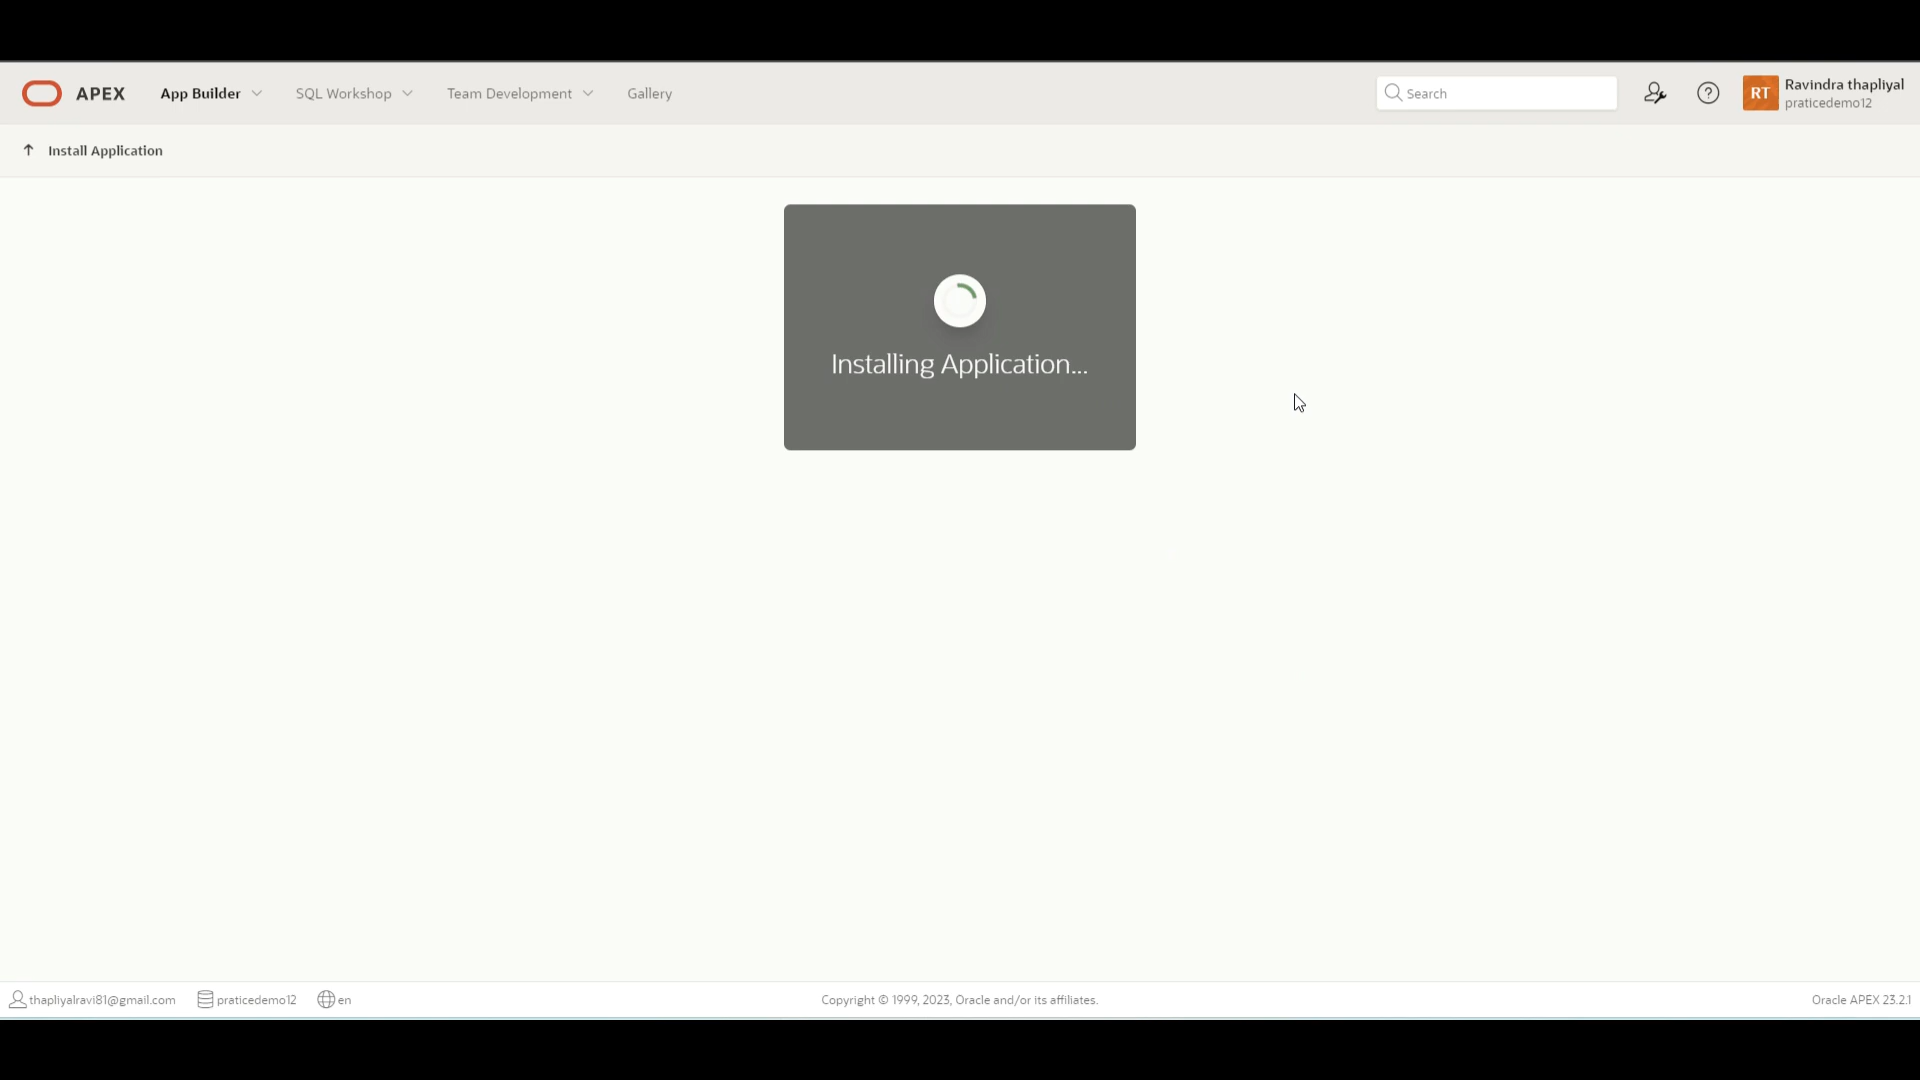 APEX
App Builder
SQL Workshop
Team Development
Gallery
Search
RT
Ravindra thapliyal
praticedemo12
Install Application
Installing Application...
thapliyalravi81@gmail.com
praticedemo12
en
Copyright © 1999, 2023, Oracle and/or its affiliates.
Oracle APEX 23.2.1